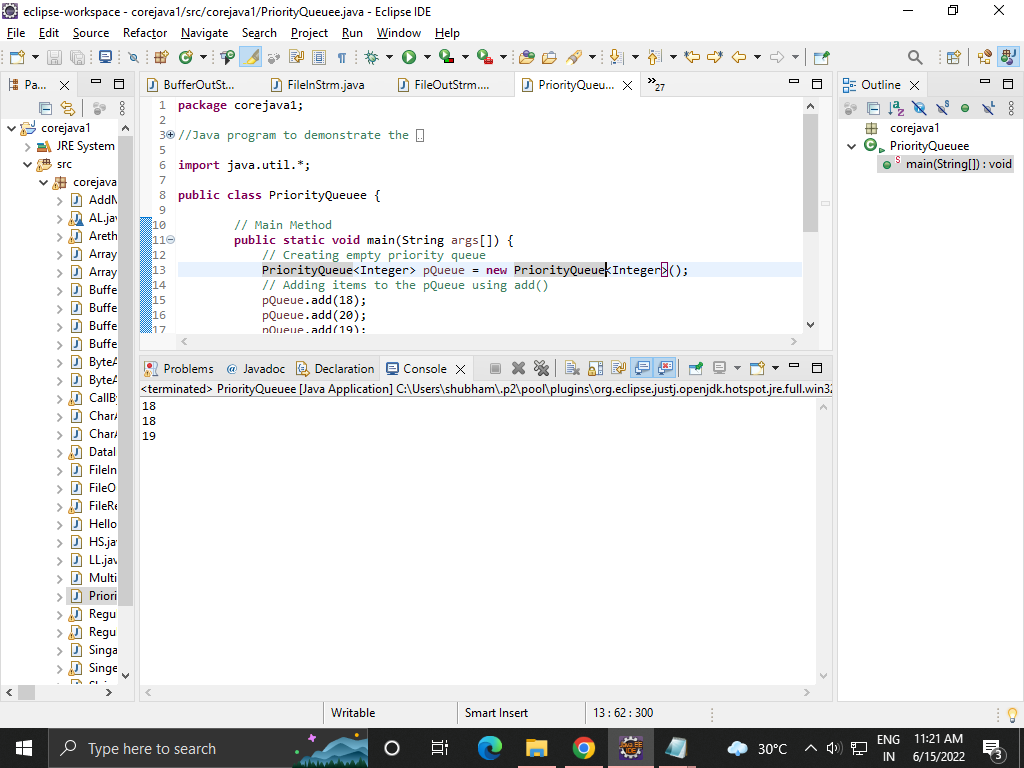 eclipse-workspace - corejava1/src/corejava1/PriorityQueuee.java - Eclipse IDE
File Edit Source Refactor Navigate Search Project Run Window Help
Pa...
BufferOutSt...
FileInStrm.java
FileOutStrm....
PriorityQueu...
27
Outline
corejava1
JRE System
src
corejava
AddN
AL.jav
Areth
Array
Array
Buffe
Buffe
Buffe
Buffe
ByteA
ByteA
CallBy
CharA
CharA
DataI
FileIn
FileO
FileRe
Hello
HS.ja
LL.jav
Multi
Priori
Regu
Regu
Singa
Singe
1 package corejava1;
2
3 //Java program to demonstrate the
5
6 import java.util.*;
7
8 public class PriorityQueuee {
9
10 // Main Method
11 public static void main(String args[]) {
12 // Creating empty priority queue
13 PriorityQueue<Integer> pQueue = new PriorityQueue<Integer>();
14 // Adding items to the pQueue using add()
15 pQueue.add(18);
16 pQueue.add(20);
17 pQueue.add(19);
corejava1
PriorityQueuee
main(String[]) : void
Problems @ Javadoc Declaration Console
<terminated> PriorityQueuee [Java Application] C:\Users\shubham\.p2\pool\plugins\org.eclipse.justj.openjdk.hotspot.jre.full.win32
18
18
19
Writable Smart Insert 13 : 62 : 300
Type here to search
30°C
ENG
IN
11:21 AM
6/15/2022
3